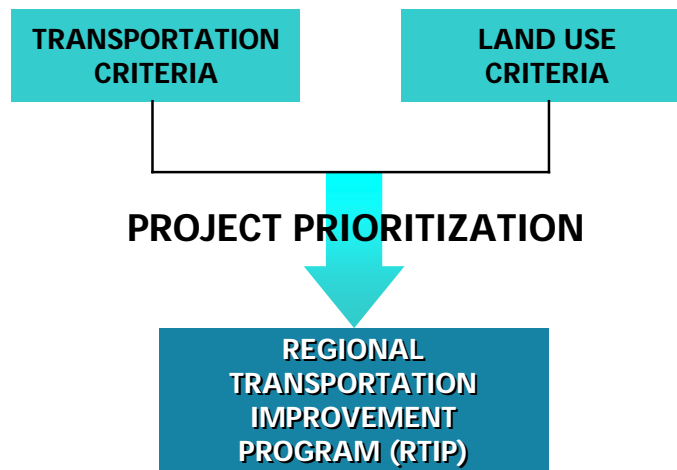 TRANSPORTATION
CRITERIA
LAND USE
CRITERIA
PROJECT PRIORITIZATION
REGIONAL
TRANSPORTATION
IMPROVEMENT
PROGRAM (RTIP)